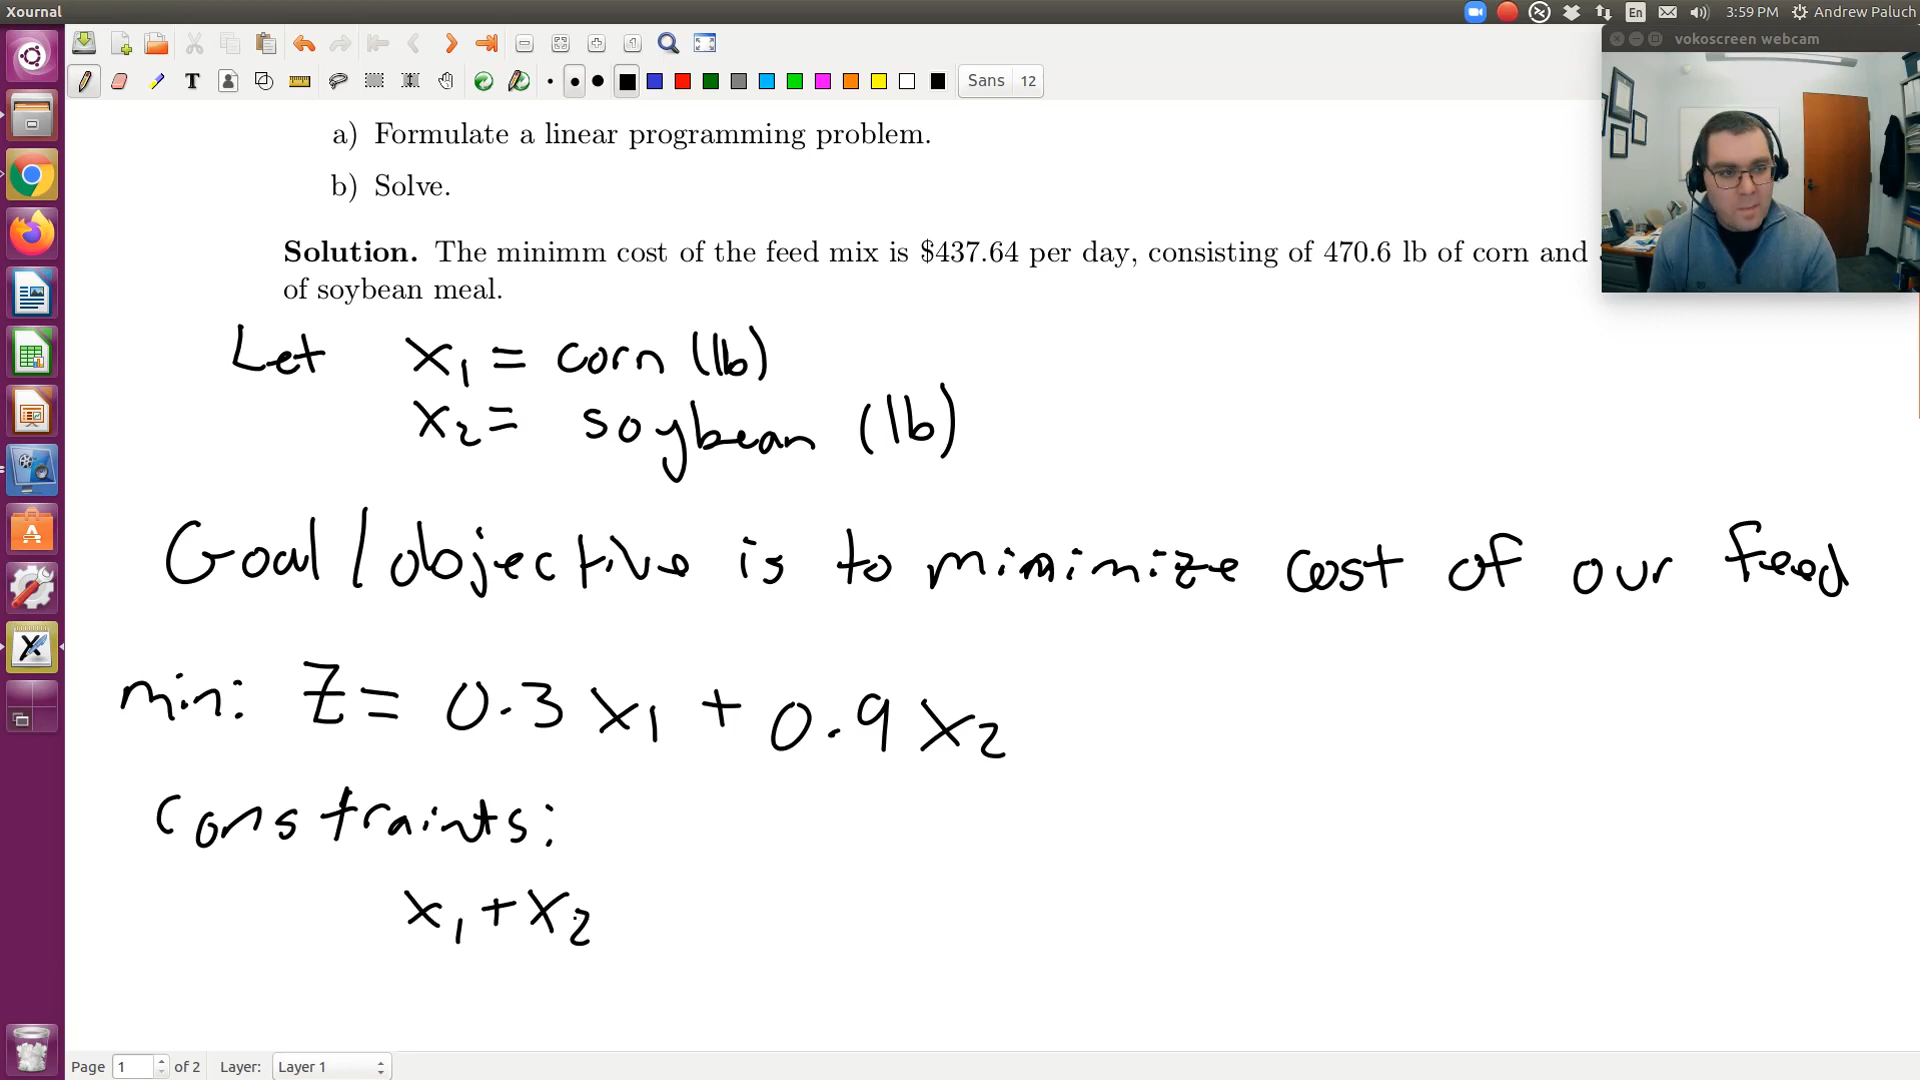 Xournal
En
3:59 PM
Andrew Paluch
vokoscreen webcam
T
Sans 12
a) Formulate a linear programming problem.
b) Solve.
Solution. The minimm cost of the feed mix is $437.64 per day, consisting of 470.6 lb of corn and
of soybean meal.
Let x₁ = corn (lb)
x₂ = soybean (lb)
Goal/objective is to minimize cost of our feed
min: Z = 0.3 x₁ + 0.9 x₂
Constraints:
x₁ + x₂
Page 1 of 2 Layer: Layer 1